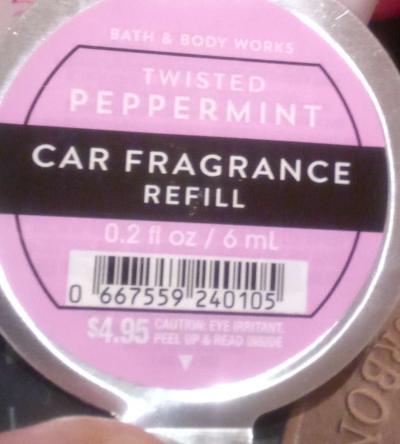 BATH & BODY WORKS
TWISTED
PEPPERMINT
CAR FRAGRANCE
REFILL
0.2 fl oz / 6 mL
0 667559 240105
$4.95 CAUTION: EYE IRRITANT.
PEEL UP & READ INSIDE